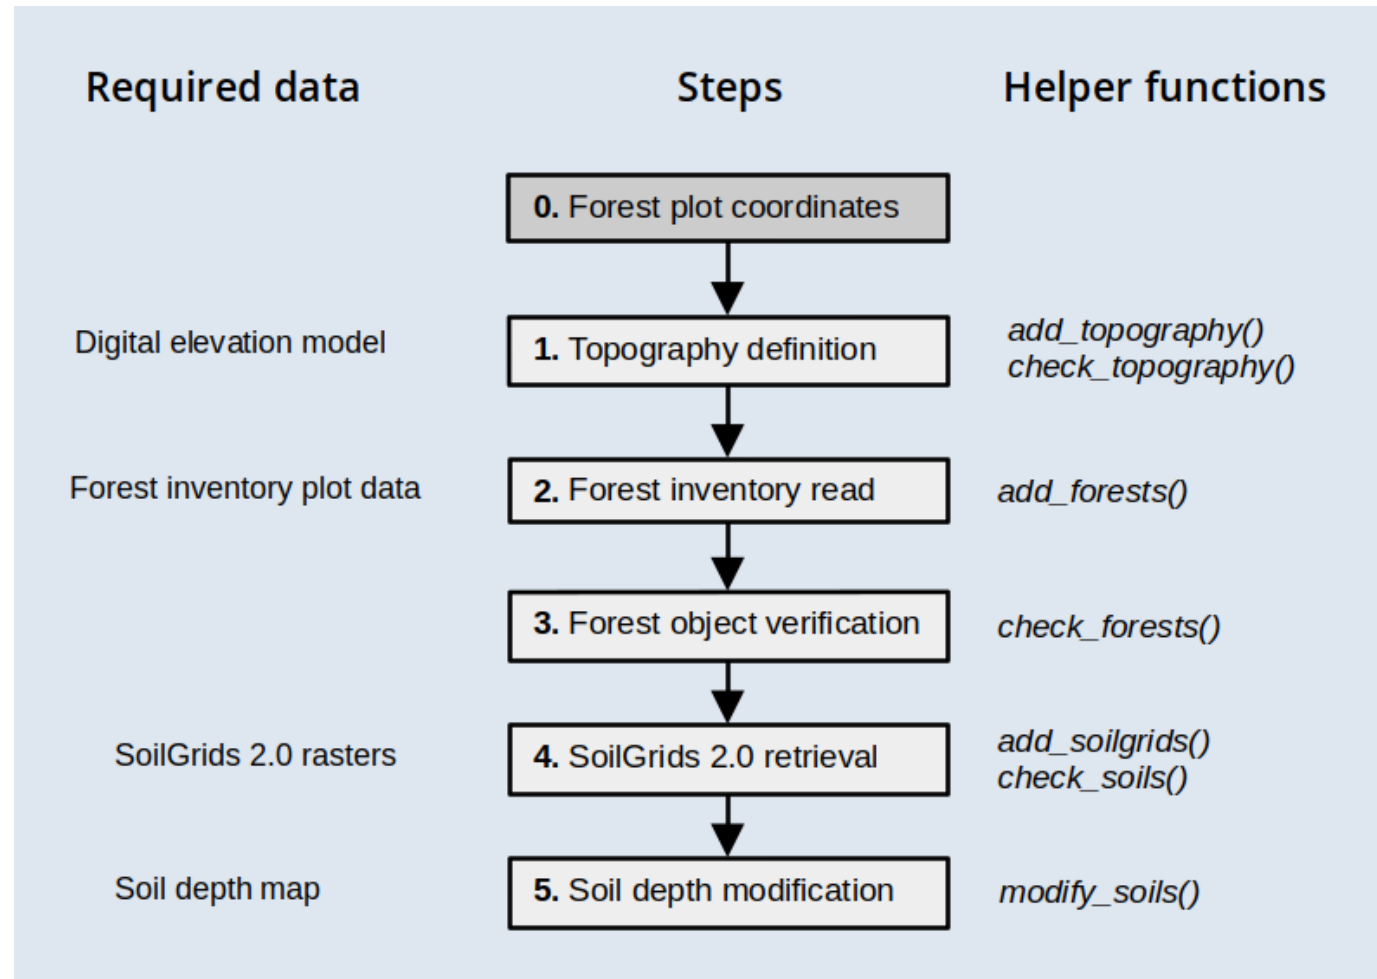 Required data
Steps
Helper functions
0. Forest plot coordinates
Digital elevation model
1. Topography definition
add_topography()
check_topography()
Forest inventory plot data
2. Forest inventory read
add_forests()
3. Forest object verification
check_forests()
SoilGrids 2.0 rasters
4. SoilGrids 2.0 retrieval
add_soilgrids()
check_soils()
Soil depth map
5. Soil depth modification
modify_soils()